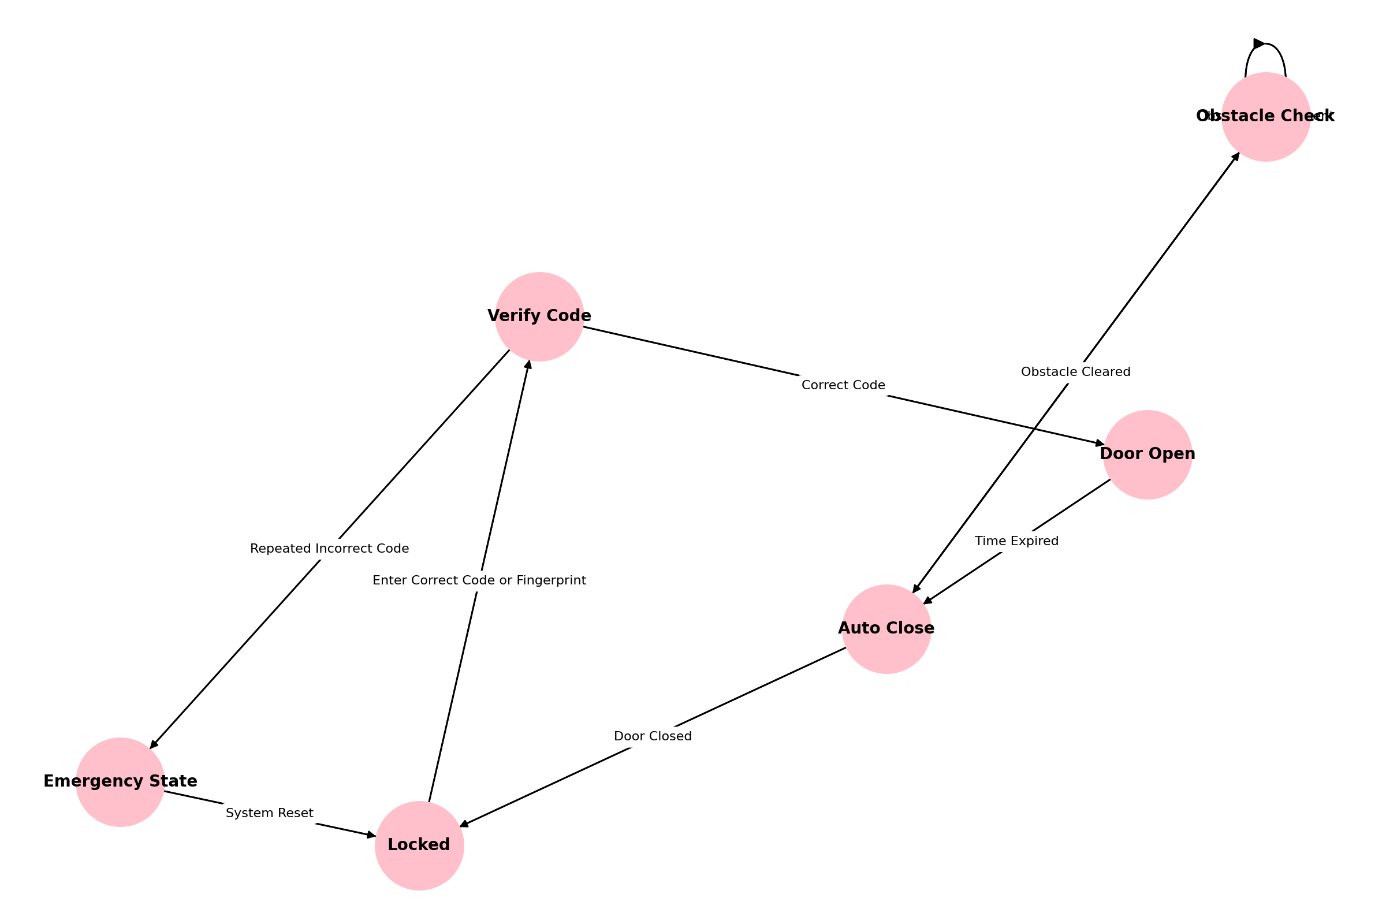 Obstacle Check
Verify Code
Obstacle Cleared
Correct Code
Door Open
Time Expired
Repeated Incorrect Code
Enter Correct Code or Fingerprint
Auto Close
Door Closed
Emergency State
System Reset
Locked